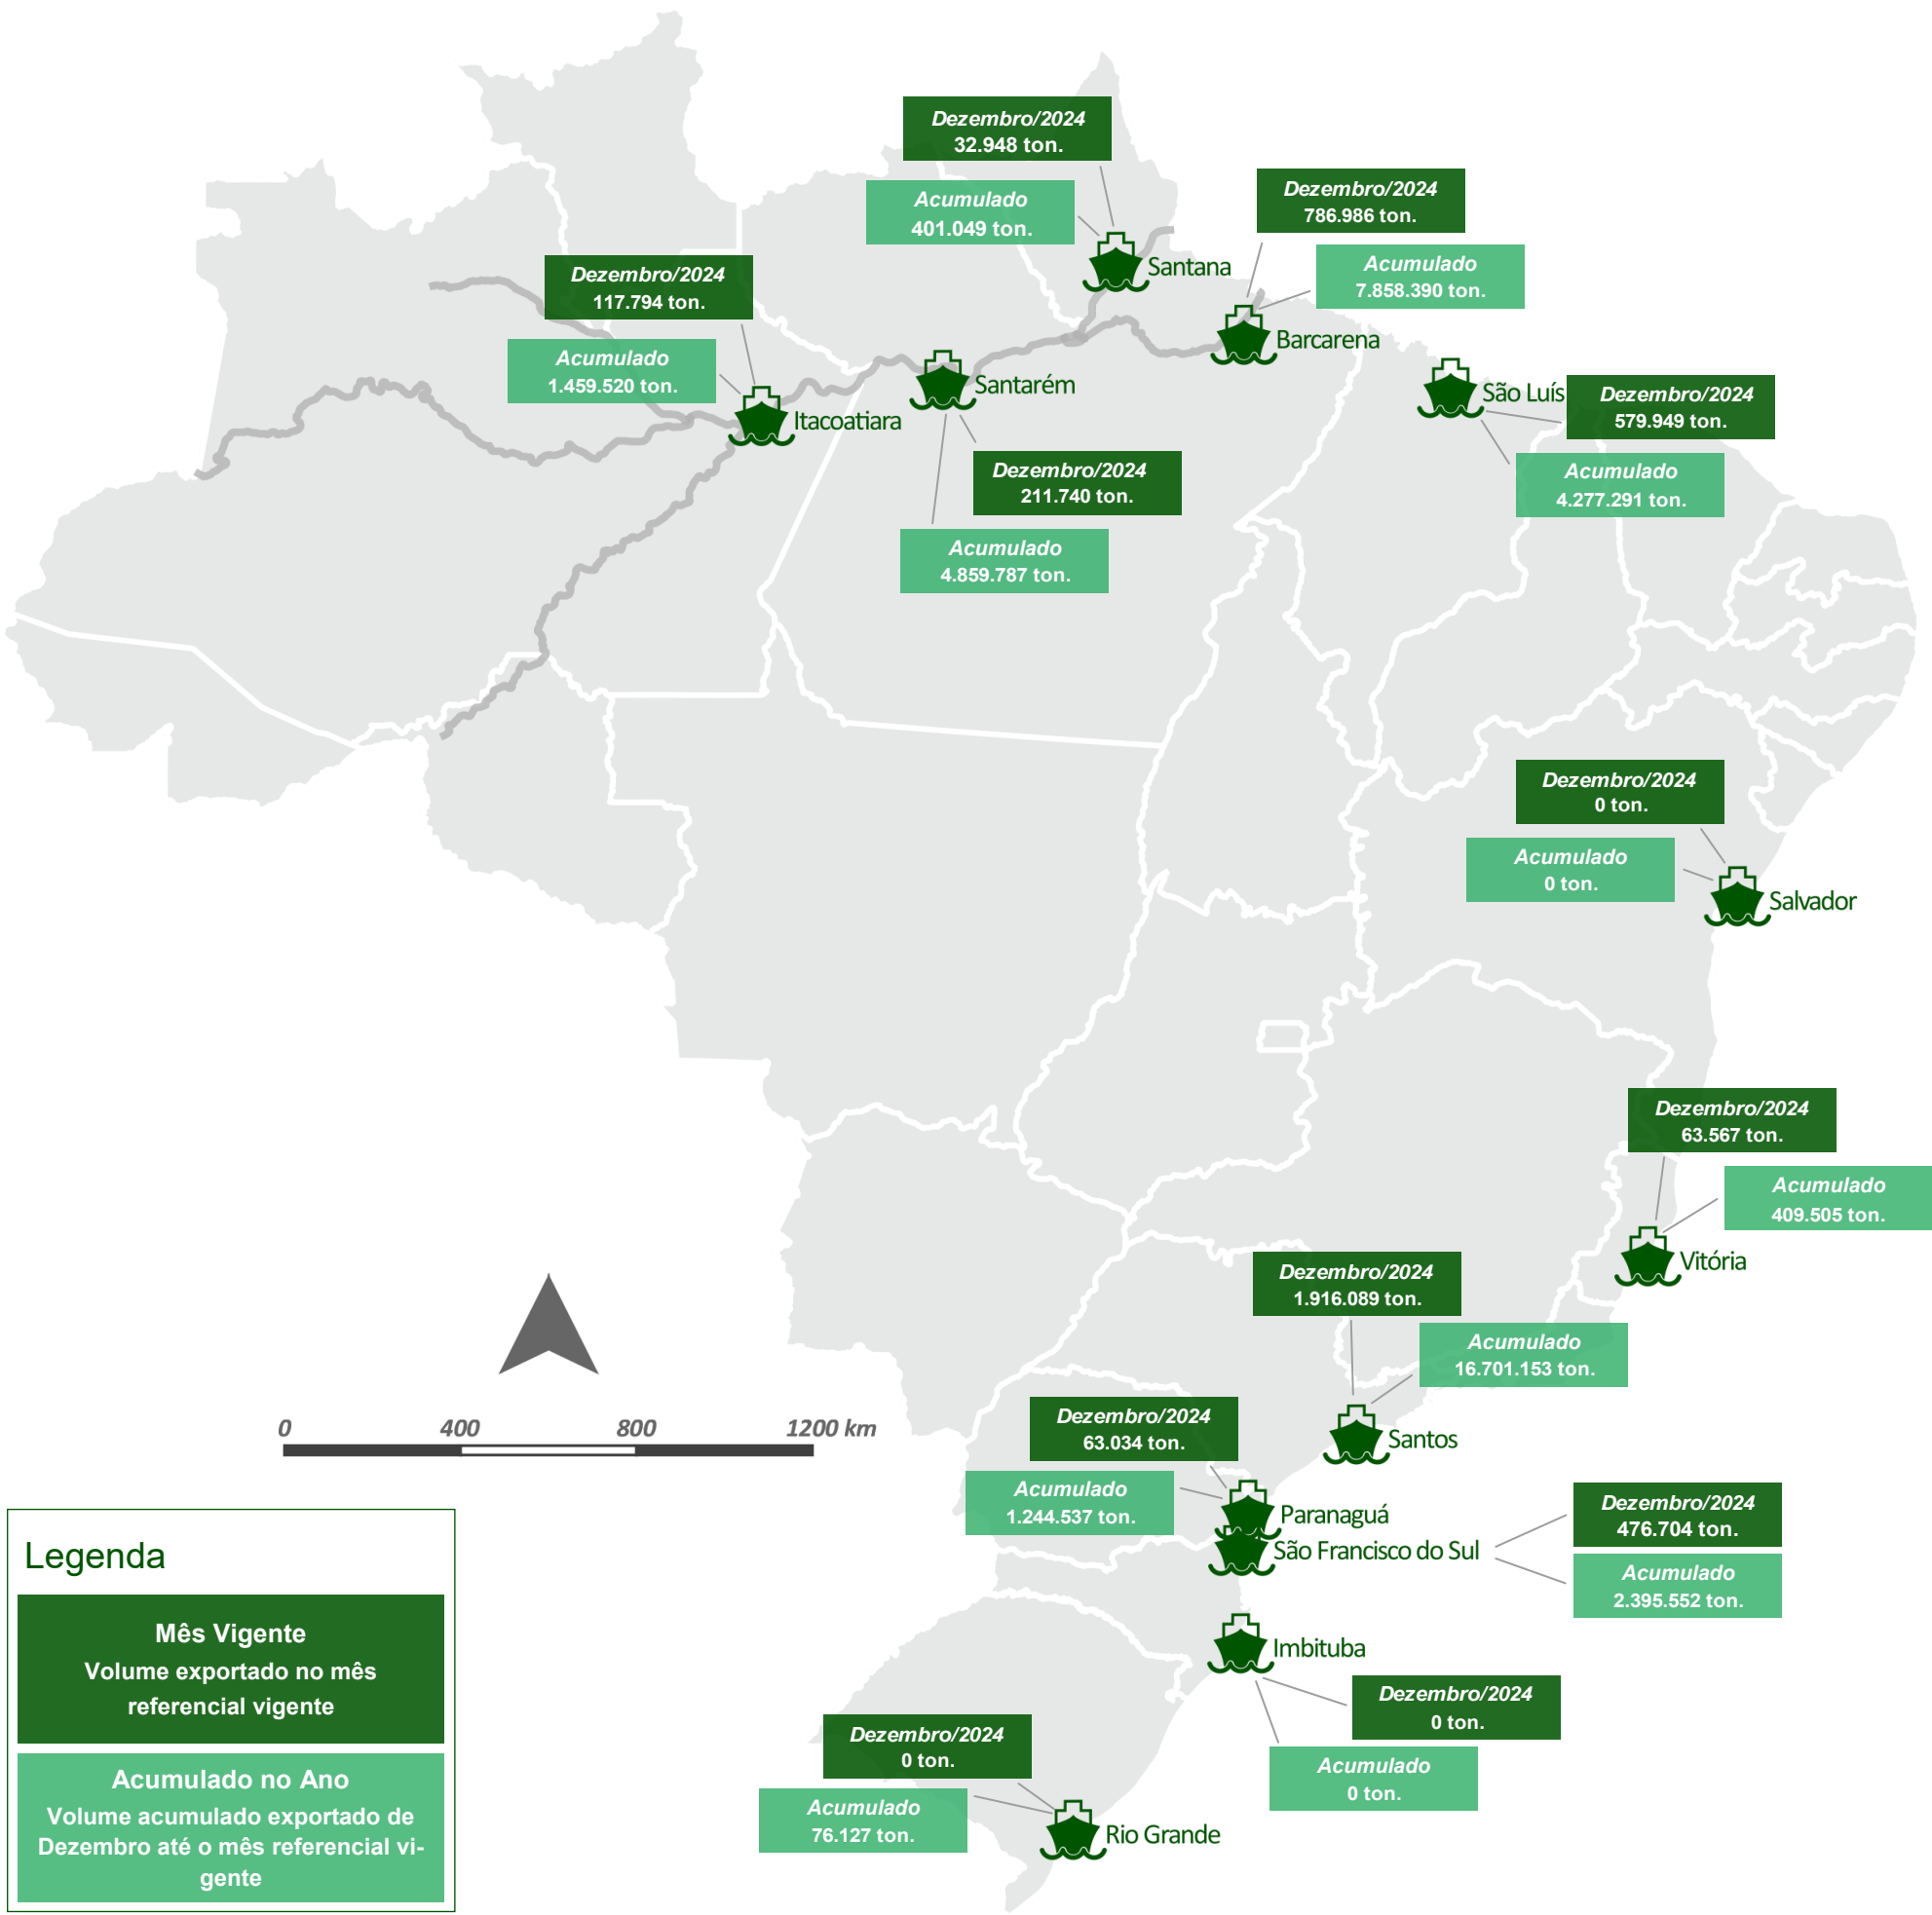 Dezembro/2024
32.948 ton.
Acumulado
401.049 ton.
Santana
Dezembro/2024
786.986 ton.
Acumulado
7.858.390 ton.
Barcarena
Dezembro/2024
117.794 ton.
Acumulado
1.459.520 ton.
Itacoatiara
Santarém
Dezembro/2024
211.740 ton.
Acumulado
4.859.787 ton.
São Luís
Dezembro/2024
579.949 ton.
Acumulado
4.277.291 ton.
Dezembro/2024
0 ton.
Acumulado
0 ton.
Salvador
Dezembro/2024
63.567 ton.
Acumulado
409.505 ton.
Vitória
Dezembro/2024
1.916.089 ton.
Acumulado
16.701.153 ton.
Santos
Dezembro/2024
63.034 ton.
Acumulado
1.244.537 ton.
Paranaguá
São Francisco do Sul
Dezembro/2024
476.704 ton.
Acumulado
2.395.552 ton.
Imbituba
Dezembro/2024
0 ton.
Acumulado
0 ton.
Dezembro/2024
0 ton.
Acumulado
76.127 ton.
Rio Grande
0 400 800 1200 km
Legenda
Mês Vigente
Volume exportado no mês
referencial vigente
Acumulado no Ano
Volume acumulado exportado de
Dezembro até o mês referencial vi-
gente